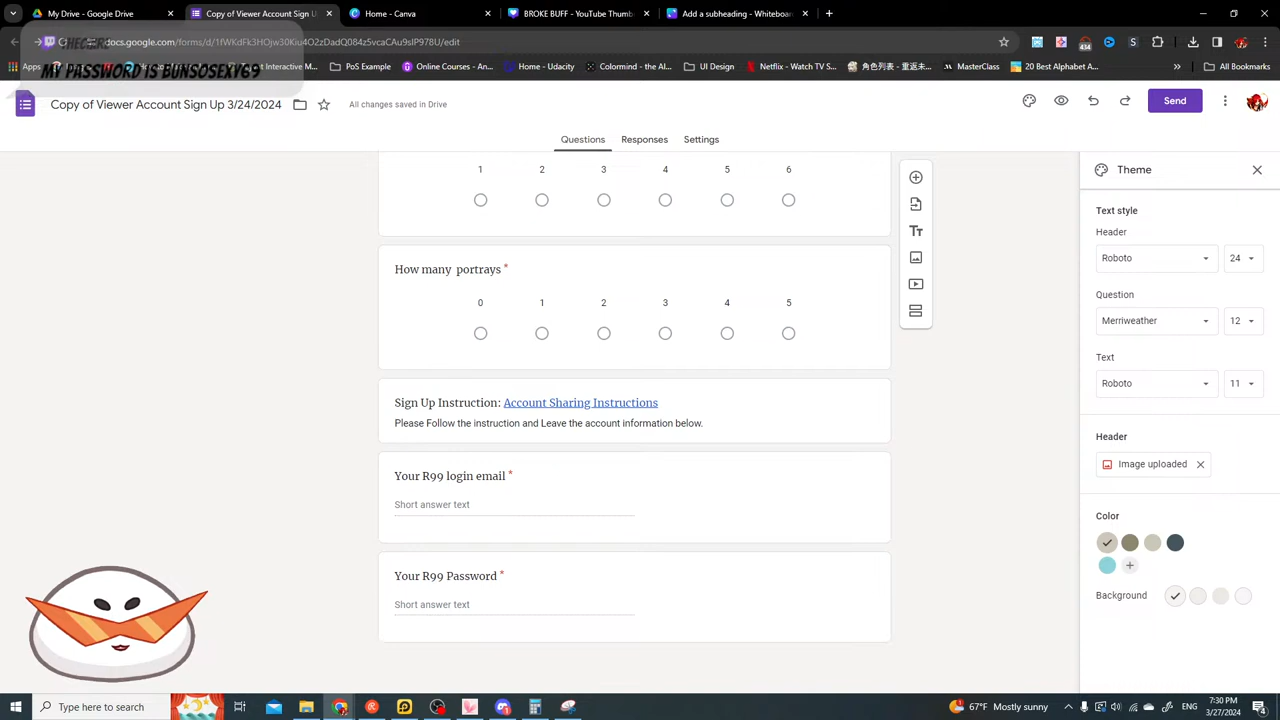 My Drive - Google Drive
Copy of Viewer Account Sign U
Home - Canva
BROKE BUFF - YouTube Thumb
Add a subheading - Whiteboar
docs.google.com/forms/d/1fWKdFk3HOjw30Kiu4O2zDadQ084z5vcaCAu9slP978U/edit
434
Apps
PoS Example
Online Courses - An...
Home - Udacity
Colormind - the AI...
UI Design Daily | Fre...
Netflix - Watch TV S...
角色列表 - 重返未...
MasterClass
20 Best Alphabet A...
All Bookmarks
MY PASSWORD IS BUNSOSEXY69
Copy of Viewer Account Sign Up 3/24/2024
All changes saved in Drive
Send
Questions
Responses
Settings
1 2 3 4 5 6
How many portrays *
0 1 2 3 4 5
Sign Up Instruction: Account Sharing Instructions
Please Follow the instruction and Leave the account information below.
Your R99 login email *
Short answer text
Your R99 Password *
Short answer text
Theme
Text style
Header
Roboto 24
Question
Merriweather 12
Text
Roboto 11
Header
Image uploaded
Color
Background
Type here to search
67°F Mostly sunny
ENG
7:30 PM
3/27/2024